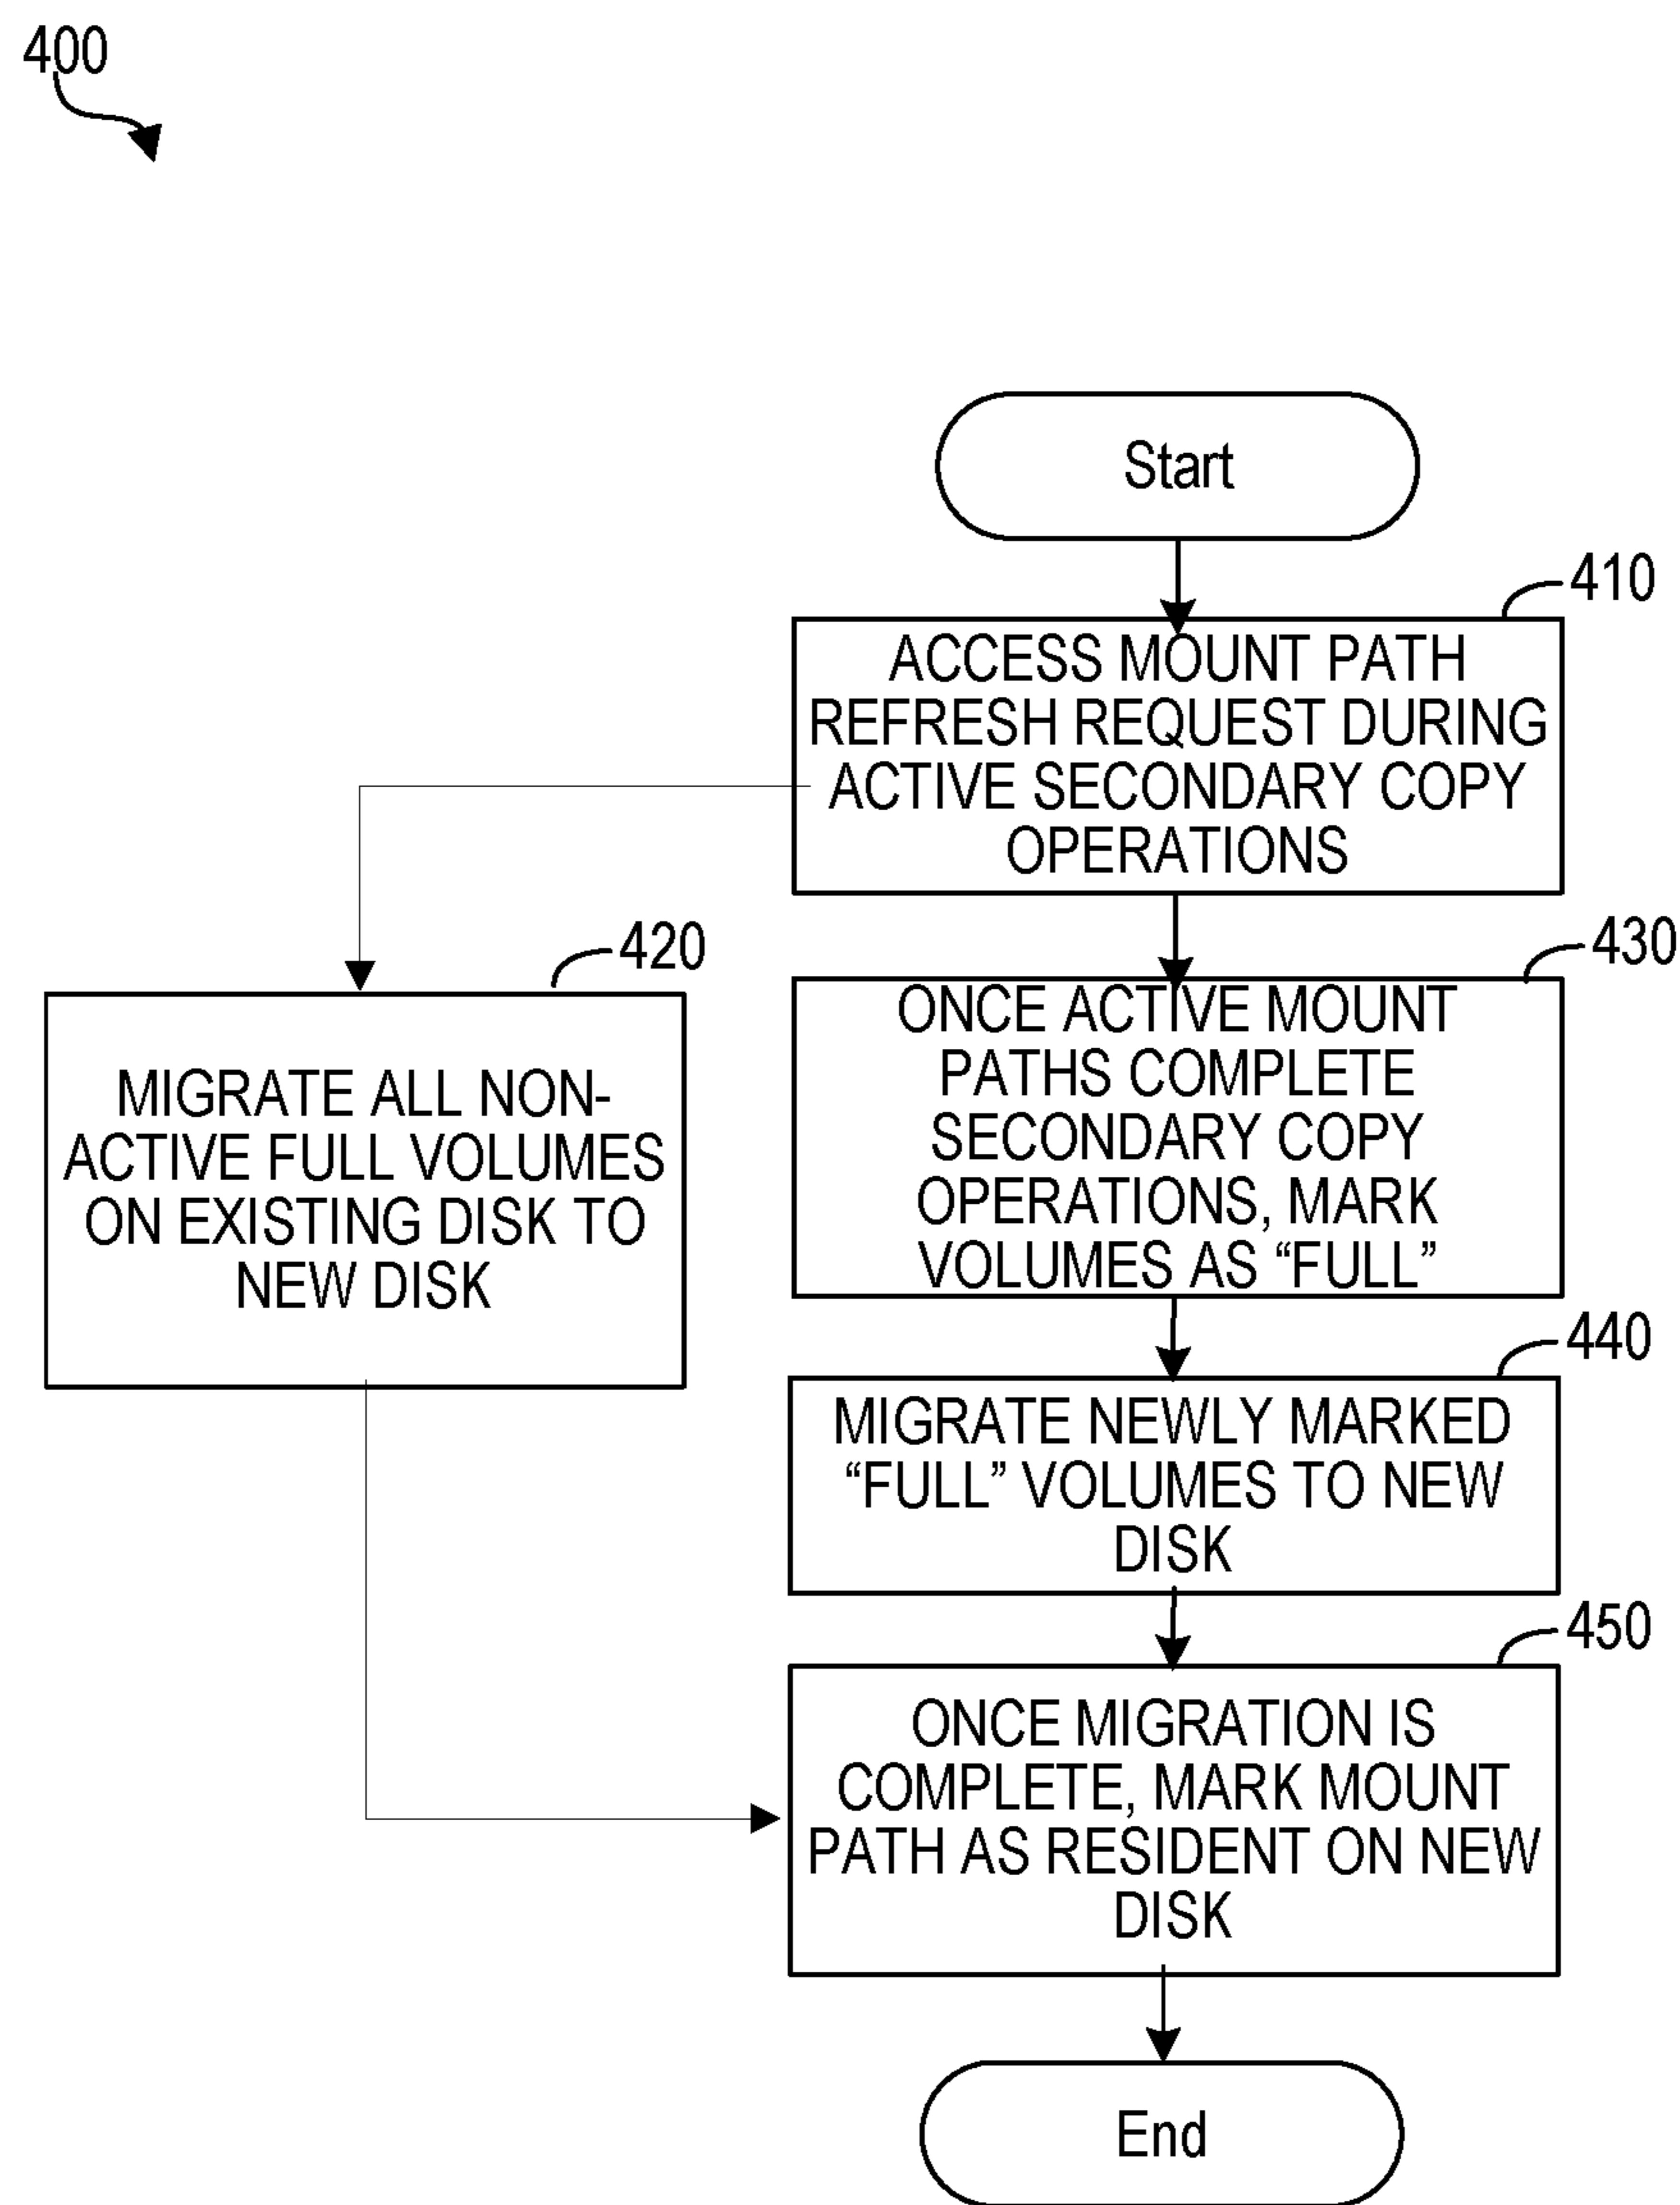 400
Start
410
ACCESS MOUNT PATH
REFRESH REQUEST DURING
ACTIVE SECONDARY COPY
OPERATIONS
420
MIGRATE ALL NON-
ACTIVE FULL VOLUMES
ON EXISTING DISK TO
NEW DISK
430
ONCE ACTIVE MOUNT
PATHS COMPLETE
SECONDARY COPY
OPERATIONS, MARK
VOLUMES AS “FULL”
440
MIGRATE NEWLY MARKED
“FULL” VOLUMES TO NEW
DISK
450
ONCE MIGRATION IS
COMPLETE, MARK MOUNT
PATH AS RESIDENT ON NEW
DISK
End